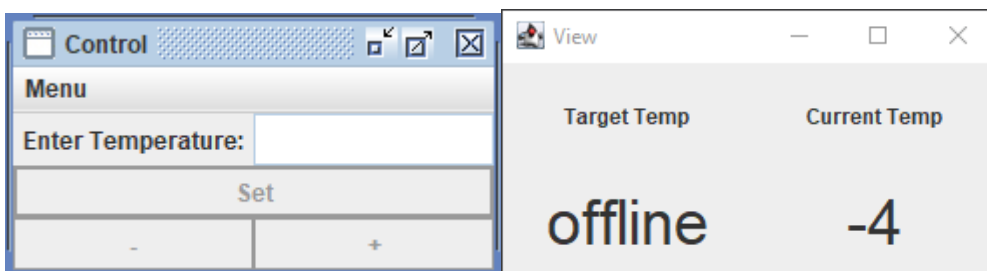 Control
Menu
Enter Temperature:
Set
- +
View
Target Temp Current Temp
offline -4